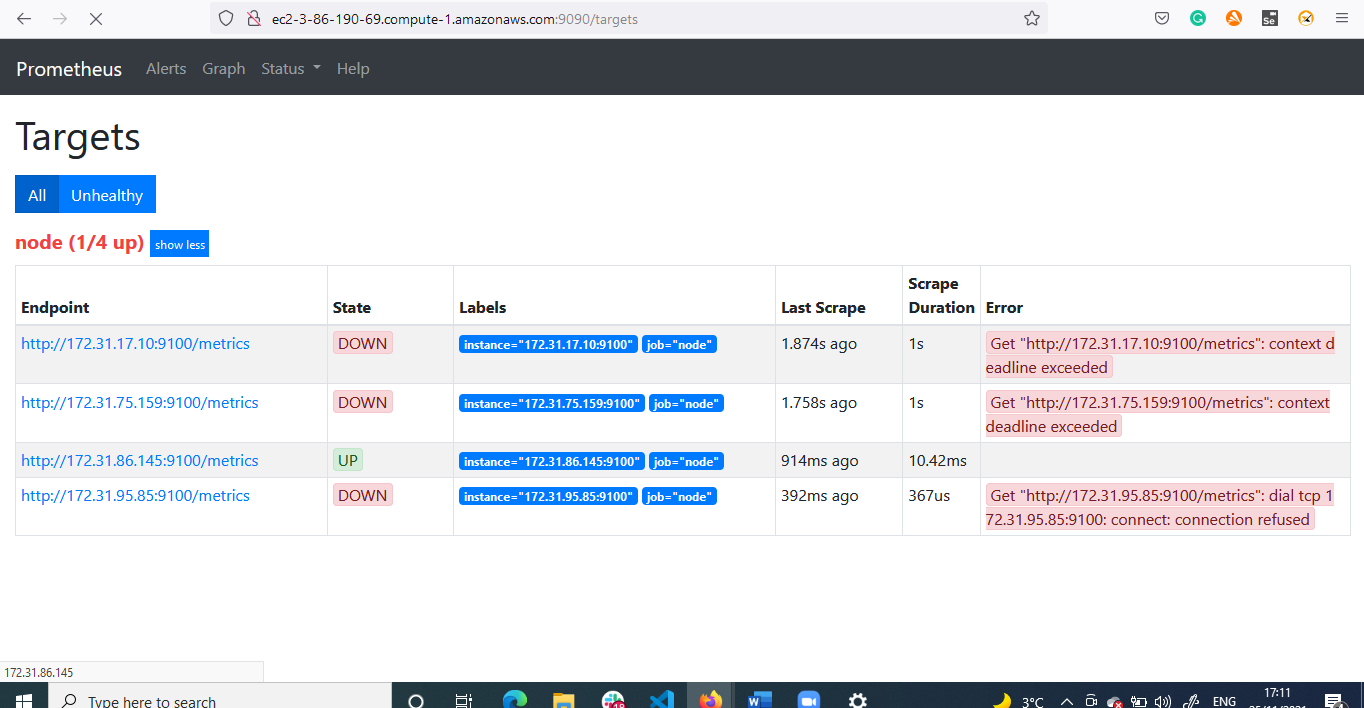 ec2-3-86-190-69.compute-1.amazonaws.com:9090/targets
Prometheus Alerts Graph Status Help
Targets
All Unhealthy
node (1/4 up) show less
Endpoint State Labels Last Scrape Scrape Duration Error
http://172.31.17.10:9100/metrics DOWN instance="172.31.17.10:9100" job="node" 1.874s ago 1s Get "http://172.31.17.10:9100/metrics": context d
eadline exceeded
http://172.31.75.159:9100/metrics DOWN instance="172.31.75.159:9100" job="node" 1.758s ago 1s Get "http://172.31.75.159:9100/metrics": context
deadline exceeded
http://172.31.86.145:9100/metrics UP instance="172.31.86.145:9100" job="node" 914ms ago 10.42ms
http://172.31.95.85:9100/metrics DOWN instance="172.31.95.85:9100" job="node" 392ms ago 367us Get "http://172.31.95.85:9100/metrics": dial tcp 1
72.31.95.85:9100: connect: connection refused
172.31.86.145
Type here to search 3°C ENG 17:11